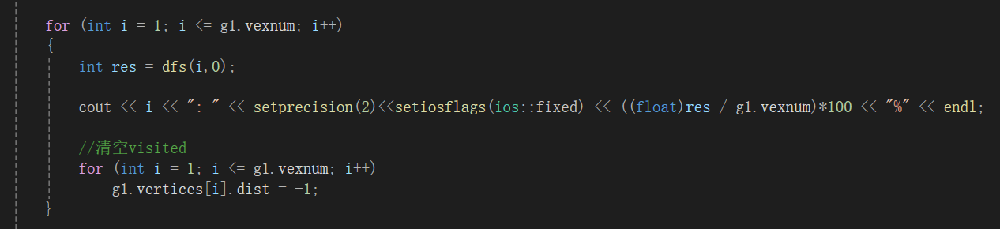 for (int i = 1; i <= g1.vexnum; i++)
{
int res = dfs(i,0);
cout << i << ": " << setprecision(2)<<setiosflags(ios::fixed) << ((float)res / g1.vexnum)*100 << "%" << endl;
//清空visited
for (int i = 1; i <= g1.vexnum; i++)
g1.vertices[i].dist = -1;
}